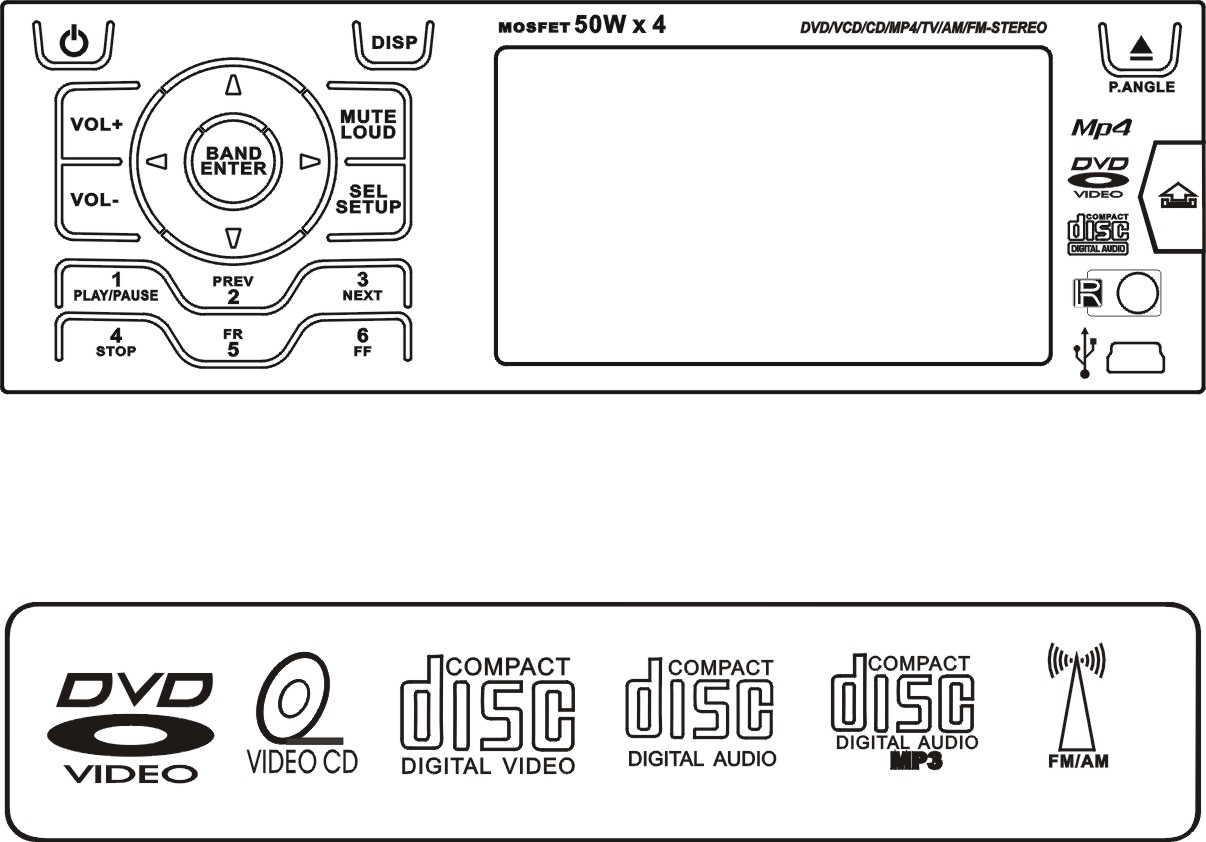 MOSFET 50W x 4
DVD/VCD/CD/MP4/TV/AM/FM-STEREO
DISP
P.ANGLE
VOL+
MUTE
LOUD
BAND
ENTER
VOL-
SEL
SETUP
1
PLAY/PAUSE
PREV
2
3
NEXT
4
STOP
FR
5
6
FF
Mp4
DVD
VIDEO
COMPACT
disc
DIGITAL AUDIO
R
DVD
VIDEO
VIDEO CD
COMPACT
disc
DIGITAL VIDEO
COMPACT
disc
DIGITAL AUDIO
COMPACT
disc
DIGITAL AUDIO
MP3
FM/AM